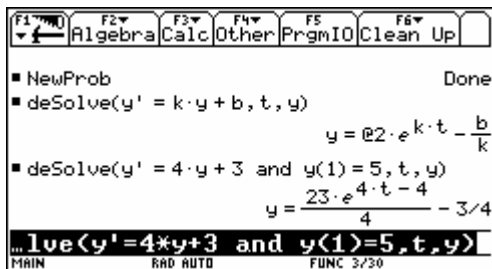 F1 F2 Algebra F3 Calc F4 Other F5 PrgmIO F6 Clean Up
▪ NewProb Done
▪ deSolve(y' = k·y + b, t, y)
y = @2·e^(k·t) − b/k
▪ deSolve(y' = 4·y + 3 and y(1) = 5, t, y)
y = 23·e^(4·t − 4)/4 − 3/4
…lve(y'=4*y+3 and y(1)=5,t,y)
MAIN RAD AUTO FUNC 3/30